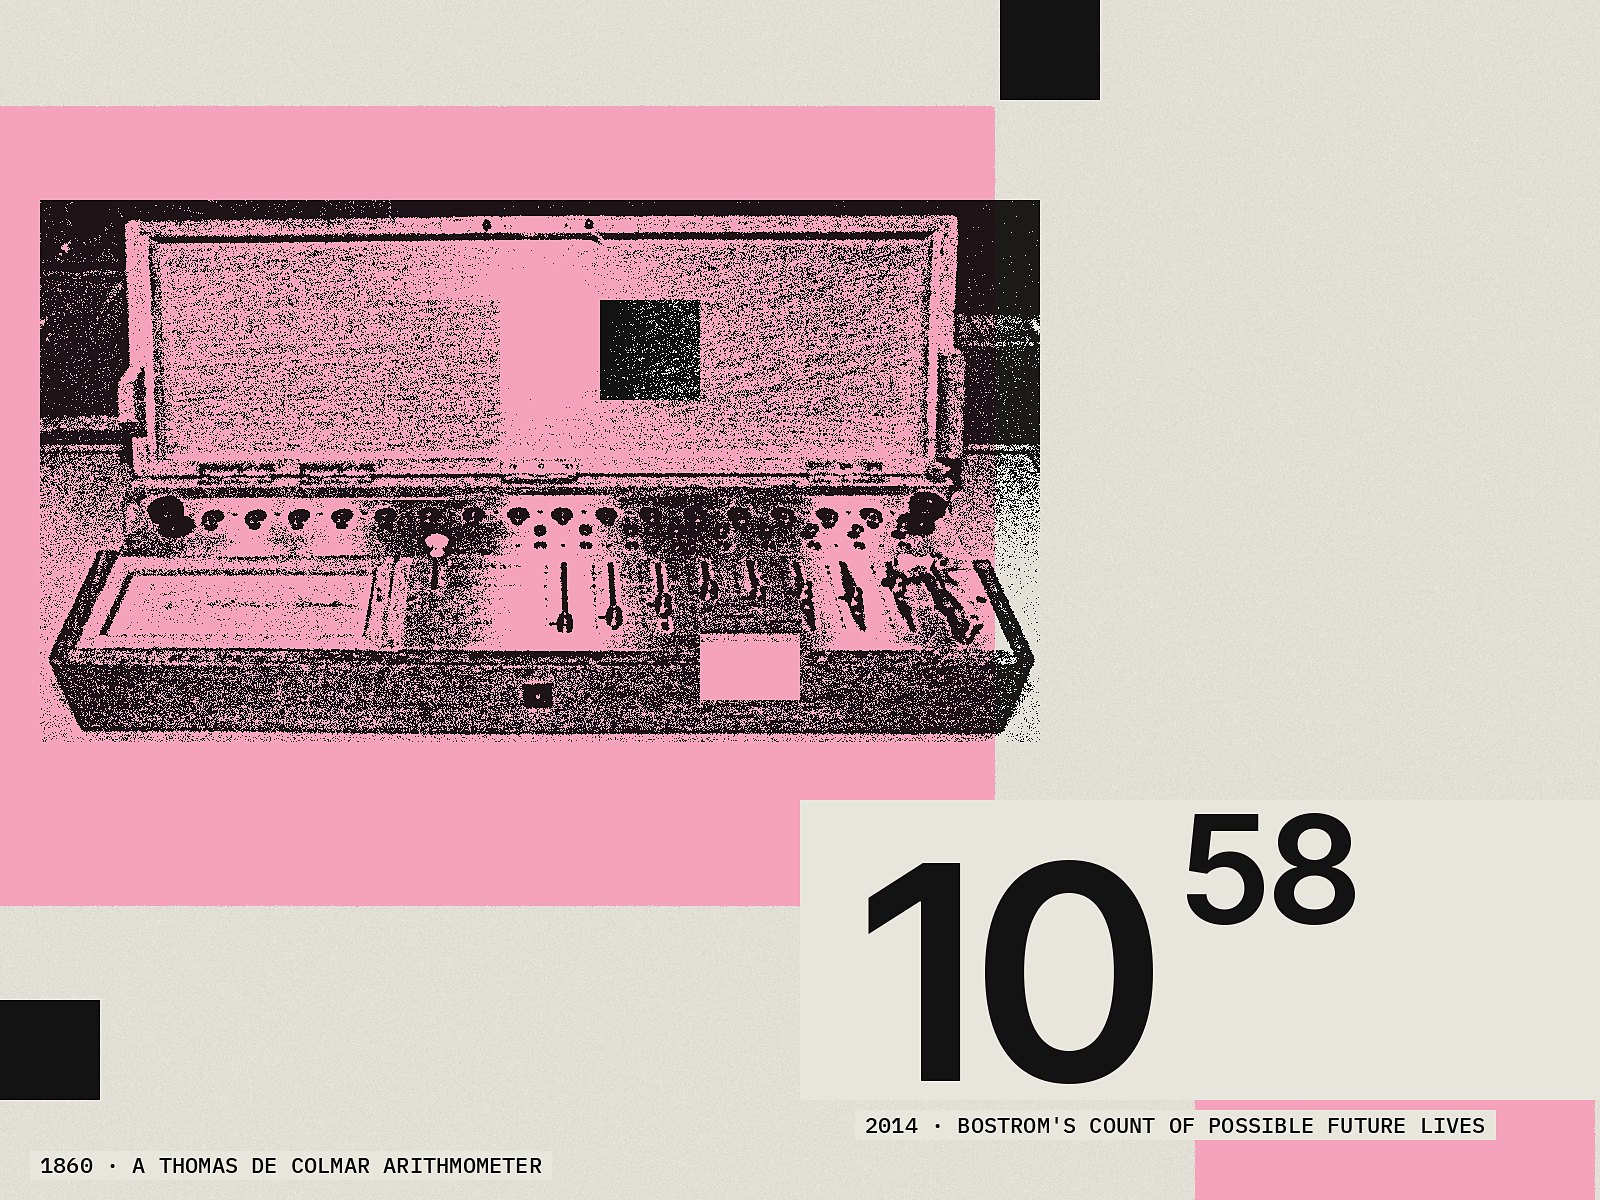 10^58
2014 · BOSTROM'S COUNT OF POSSIBLE FUTURE LIVES
1860 · A THOMAS DE COLMAR ARITHMOMETER